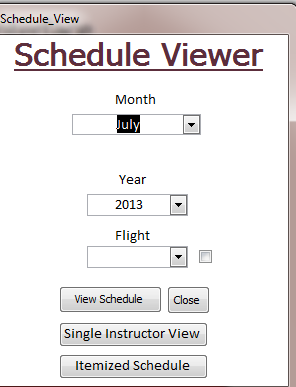 Schedule_View
Schedule Viewer
Month
July
Year
2013
Flight
View Schedule Close
Single Instructor View
Itemized Schedule